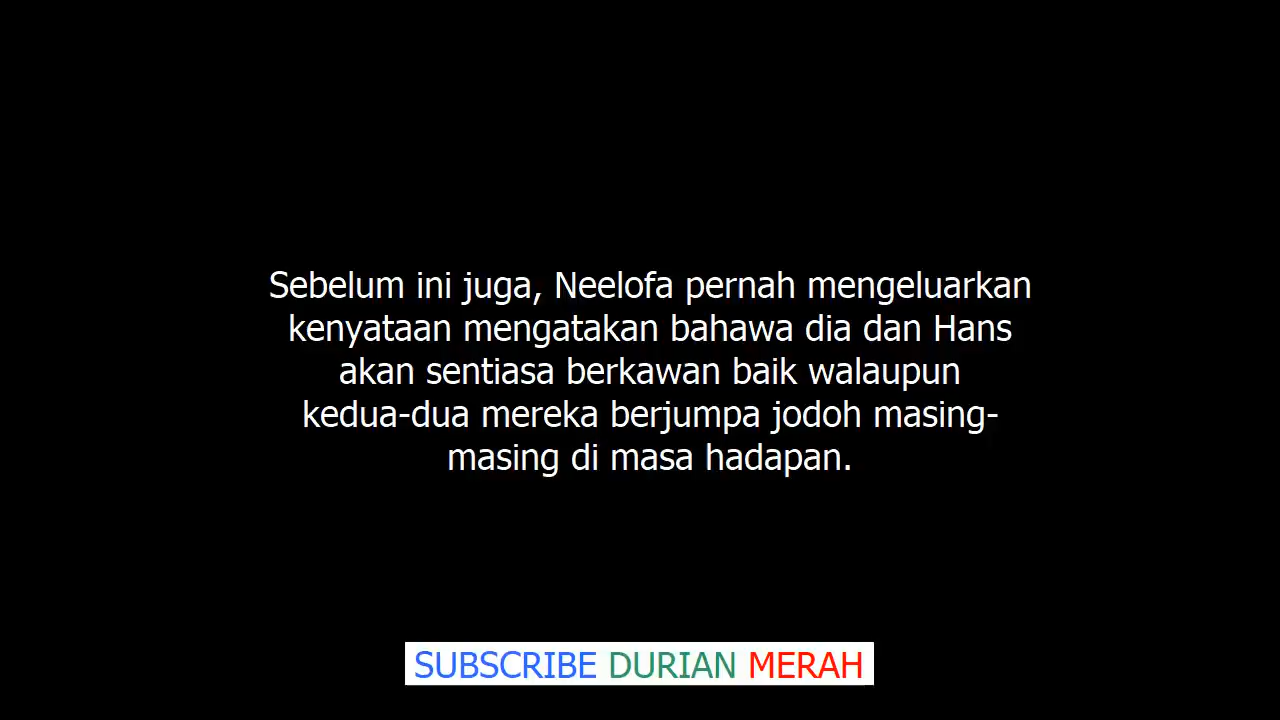 Sebelum ini juga, Neelofa pernah mengeluarkan
kenyataan mengatakan bahawa dia dan Hans
akan sentiasa berkawan baik walaupun
kedua-dua mereka berjumpa jodoh masing-
masing di masa hadapan.
SUBSCRIBE DURIAN MERAH